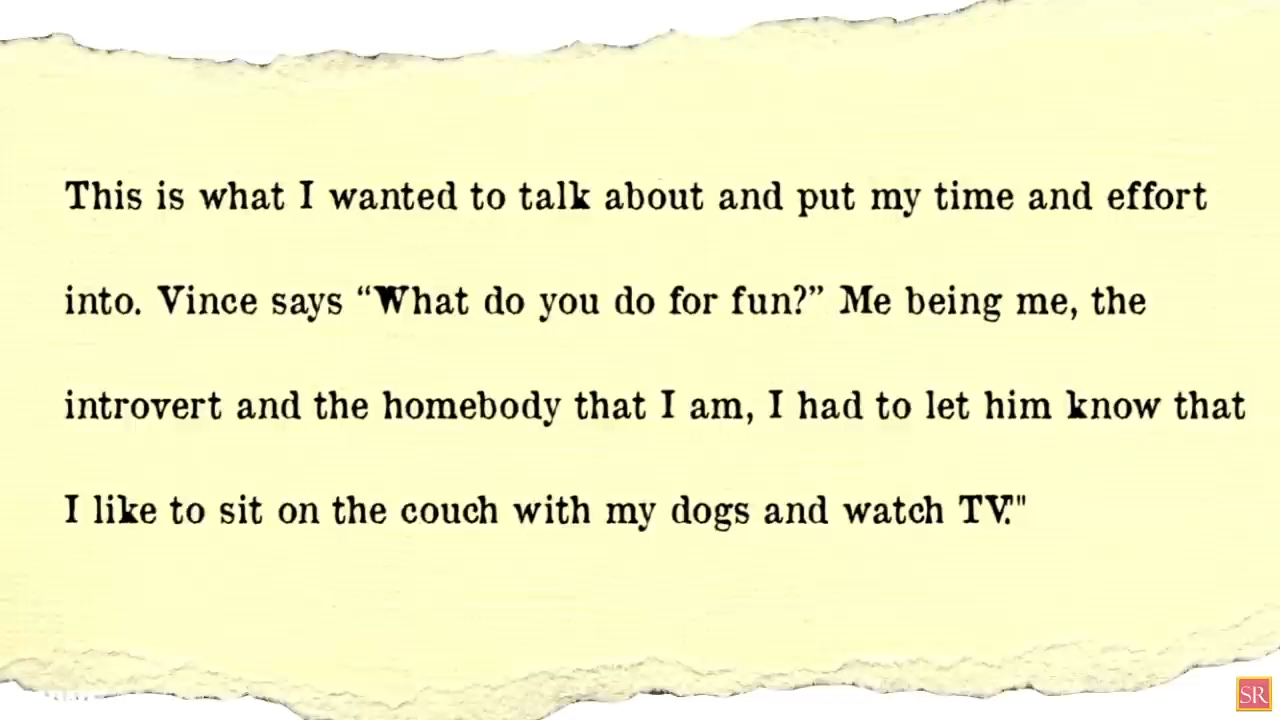 This is what I wanted to talk about and put my time and effort
into. Vince says “What do you do for fun?” Me being me, the
introvert and the homebody that I am, I had to let him know that
I like to sit on the couch with my dogs and watch TV."
SR